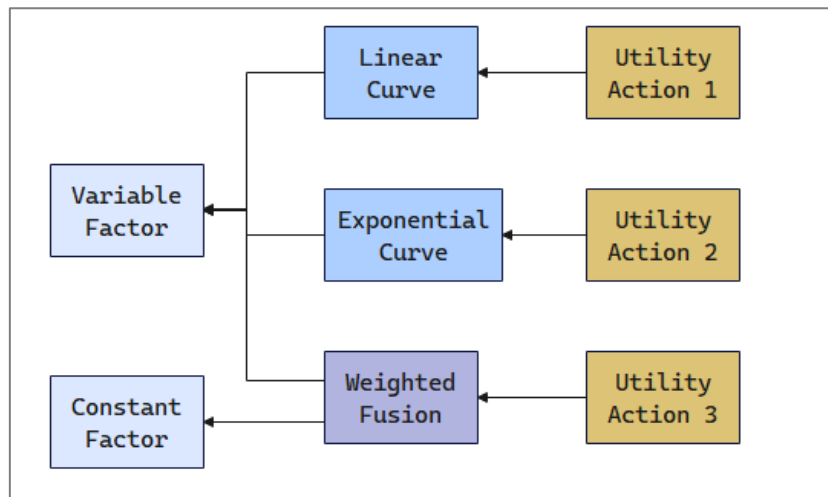 Linear
Curve
Utility
Action 1
Variable
Factor
Exponential
Curve
Utility
Action 2
Constant
Factor
Weighted
Fusion
Utility
Action 3